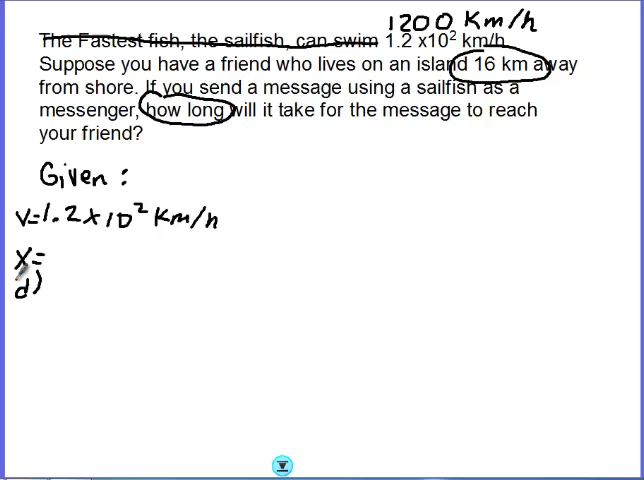 1200 Km/h
The Fastest fish, the sailfish, can swim 1.2 x10² km/h
Suppose you have a friend who lives on an island 16 km away
from shore. If you send a message using a sailfish as a
messenger, how long will it take for the message to reach
your friend?
Given :
v=1.2 x 10² Km/h
x=
d)